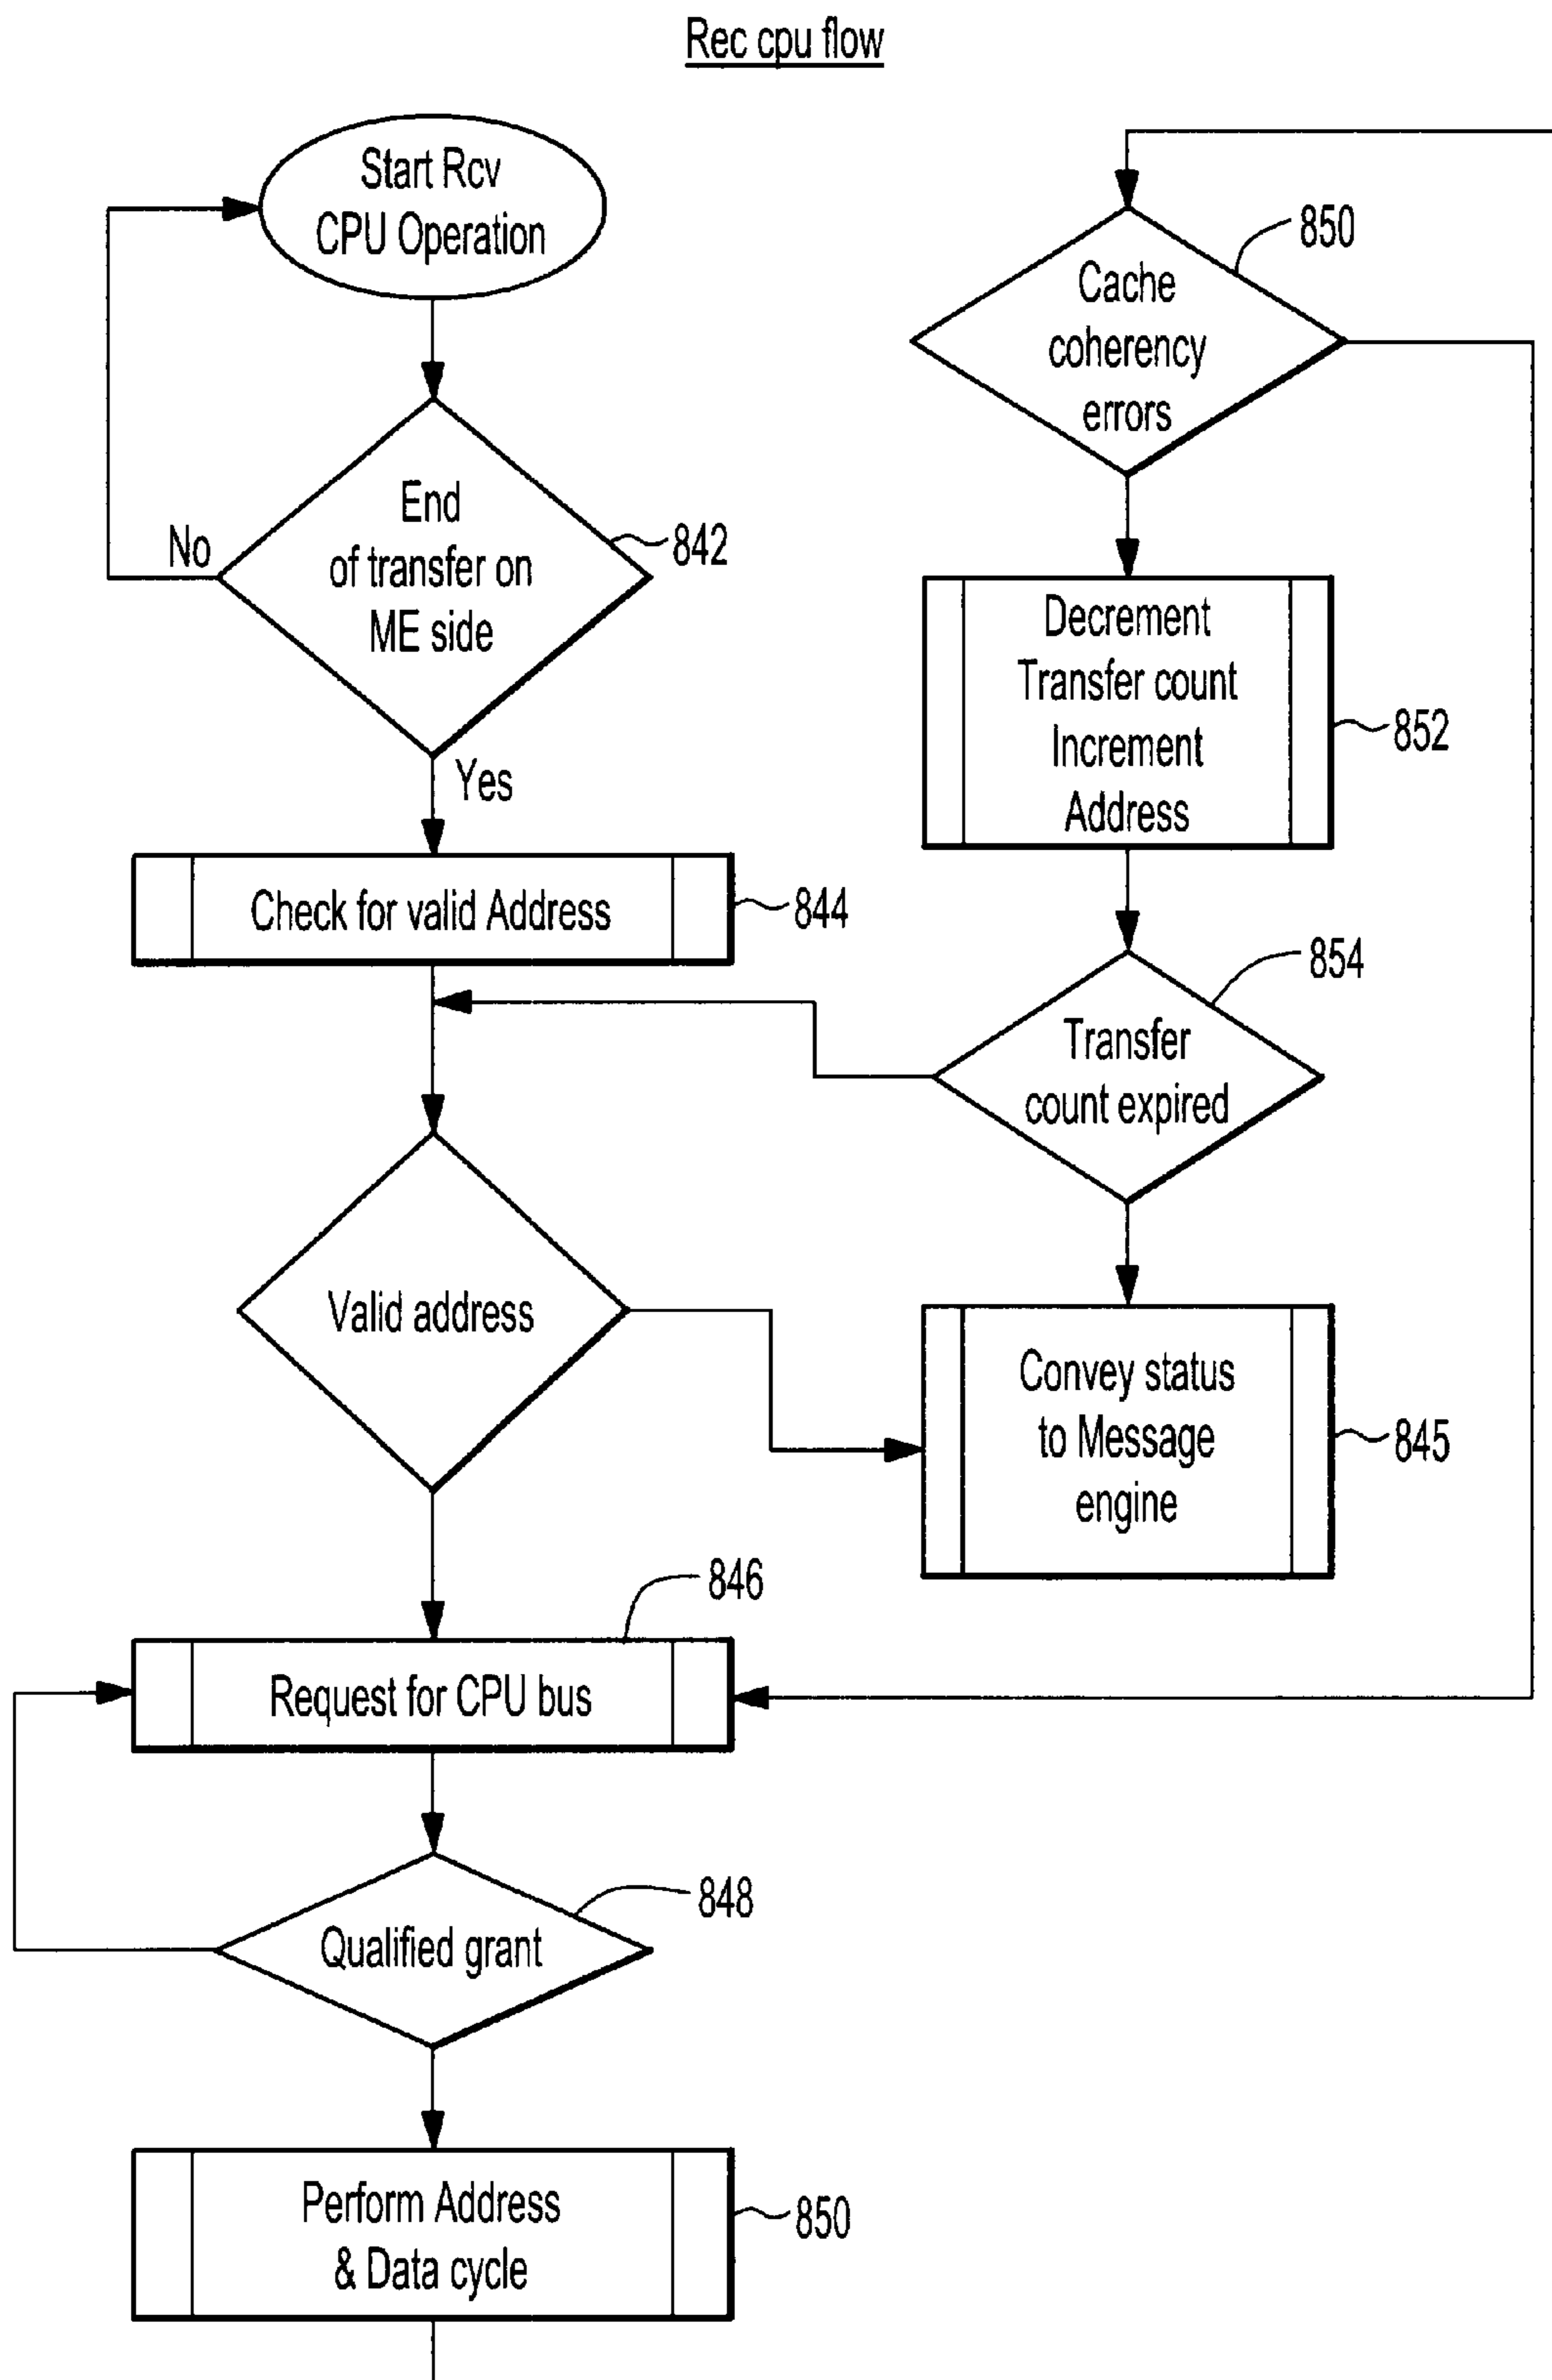 Rec cpu flow
Start Rcv
CPU Operation
End
of transfer on
ME side
842
No
Yes
Check for valid Address
844
Valid address
846
Request for CPU bus
848
Qualified grant
Perform Address
& Data cycle
850
850
Cache
coherency
errors
Decrement
Transfer count
Increment
Address
852
854
Transfer
count expired
Convey status
to Message
engine
845